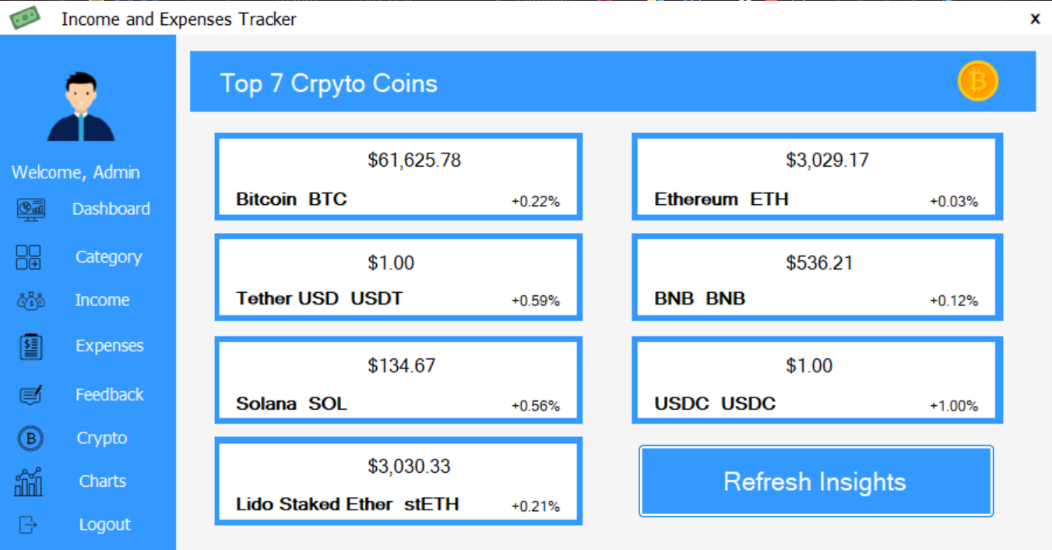 Income and Expenses Tracker
x
Welcome, Admin
Dashboard
Category
Income
Expenses
Feedback
Crypto
Charts
Logout
Top 7 Crpyto Coins
$61,625.78
Bitcoin BTC +0.22%
$3,029.17
Ethereum ETH +0.03%
$1.00
Tether USD USDT +0.59%
$536.21
BNB BNB +0.12%
$134.67
Solana SOL +0.56%
$1.00
USDC USDC +1.00%
$3,030.33
Lido Staked Ether stETH +0.21%
Refresh Insights